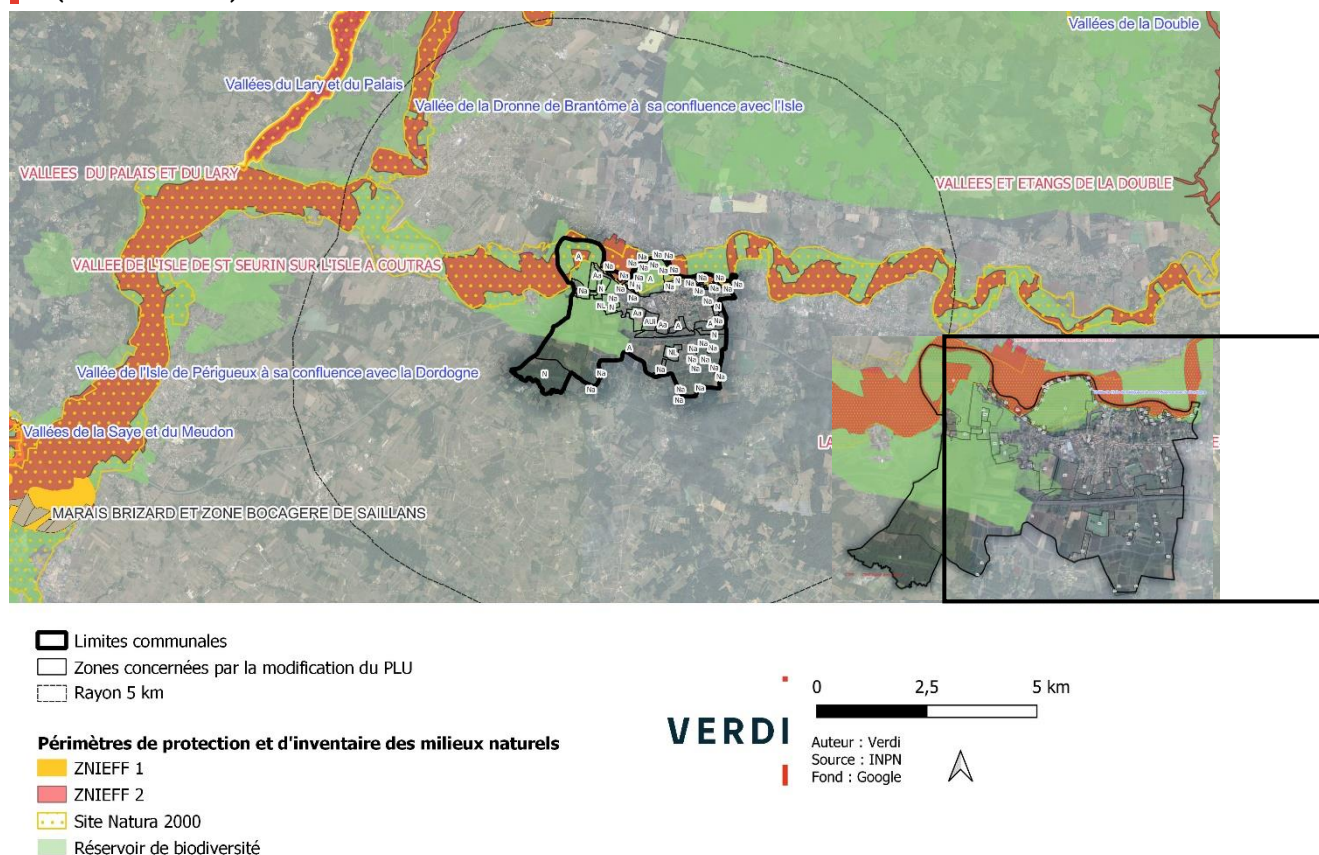 Vallées de la Double
Vallées du Lary et du Palais
Vallée de la Dronne de Brantôme à sa confluence avec l'Isle
VALLEES DU PALAIS ET DU LARY
VALLEES ET ETANGS DE LA DOUBLE
VALLEE DE L'ISLE DE ST SEURIN SUR L'ISLE A COUTRAS
Vallée de l'Isle de Périgueux à sa confluence avec la Dordogne
Vallées de la Saye et du Meudon
MARAIS BRIZARD ET ZONE BOCAGERE DE SAILLANS
A
Na
Aa
N
NL
AUI
Limites communales
Zones concernées par la modification du PLU
Rayon 5 km
Périmètres de protection et d'inventaire des milieux naturels
ZNIEFF 1
ZNIEFF 2
Site Natura 2000
Réservoir de biodiversité
VERDI
0 2,5 5 km
Auteur : Verdi
Source : INPN
Fond : Google